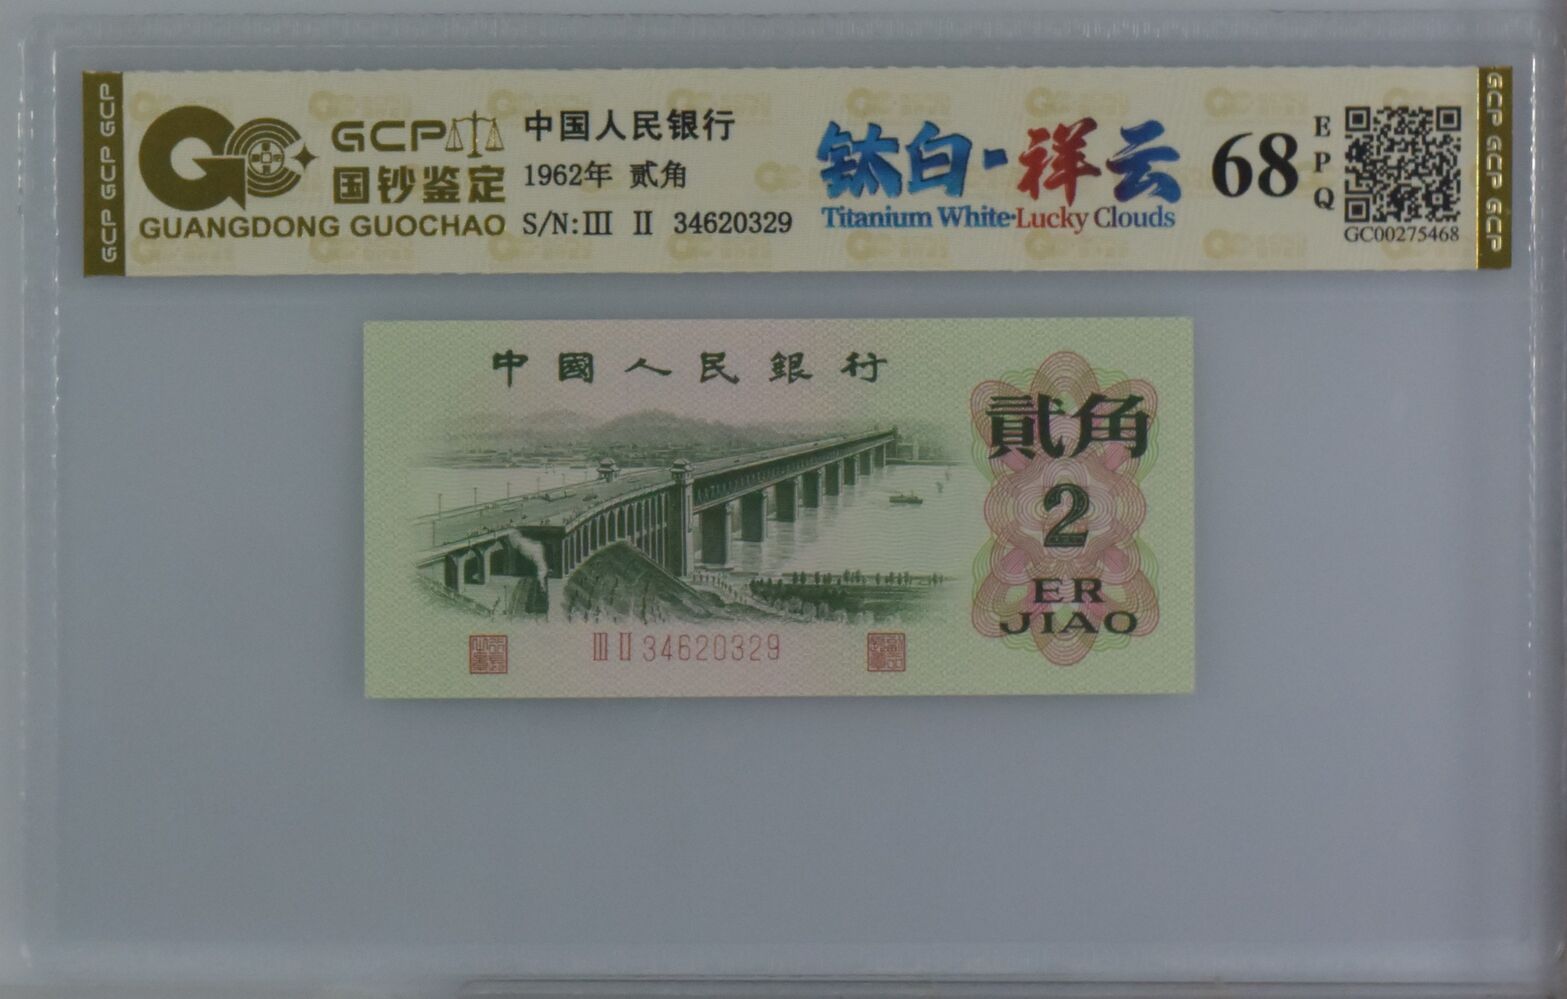 GCP GCP GCP
GCP
国钞鉴定
GUANGDONG GUOCHAO
中国人民银行
1962年 贰角
S/N:Ⅲ Ⅱ 34620329
钛白-祥云
Titanium White·Lucky Clouds
68
EPQ
GC00275468
GCP GCP GCP
中國人民銀行
貳角
2
ER
JIAO
Ⅲ Ⅱ 34620329